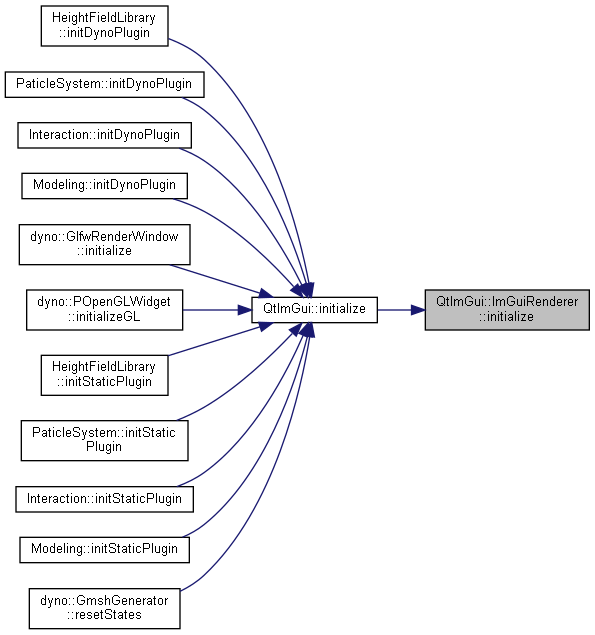 HeightFieldLibrary
::initDynoPlugin
PaticleSystem::initDynoPlugin
Interaction::initDynoPlugin
Modeling::initDynoPlugin
dyno::GlfwRenderWindow
::initialize
dyno::POpenGLWidget
::initializeGL
HeightFieldLibrary
::initStaticPlugin
PaticleSystem::initStatic
Plugin
Interaction::initStaticPlugin
Modeling::initStaticPlugin
dyno::GmshGenerator
::resetStates
QtImGui::initialize
QtImGui::ImGuiRenderer
::initialize